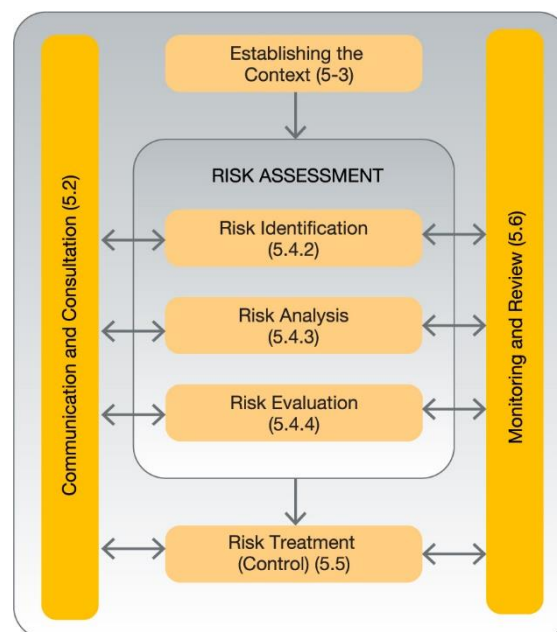 Establishing the
Context (5-3)
RISK ASSESSMENT
Communication and Consultation (5.2)
Risk Identification
(5.4.2)
Risk Analysis
(5.4.3)
Risk Evaluation
(5.4.4)
Monitoring and Review (5.6)
Risk Treatment
(Control) (5.5)